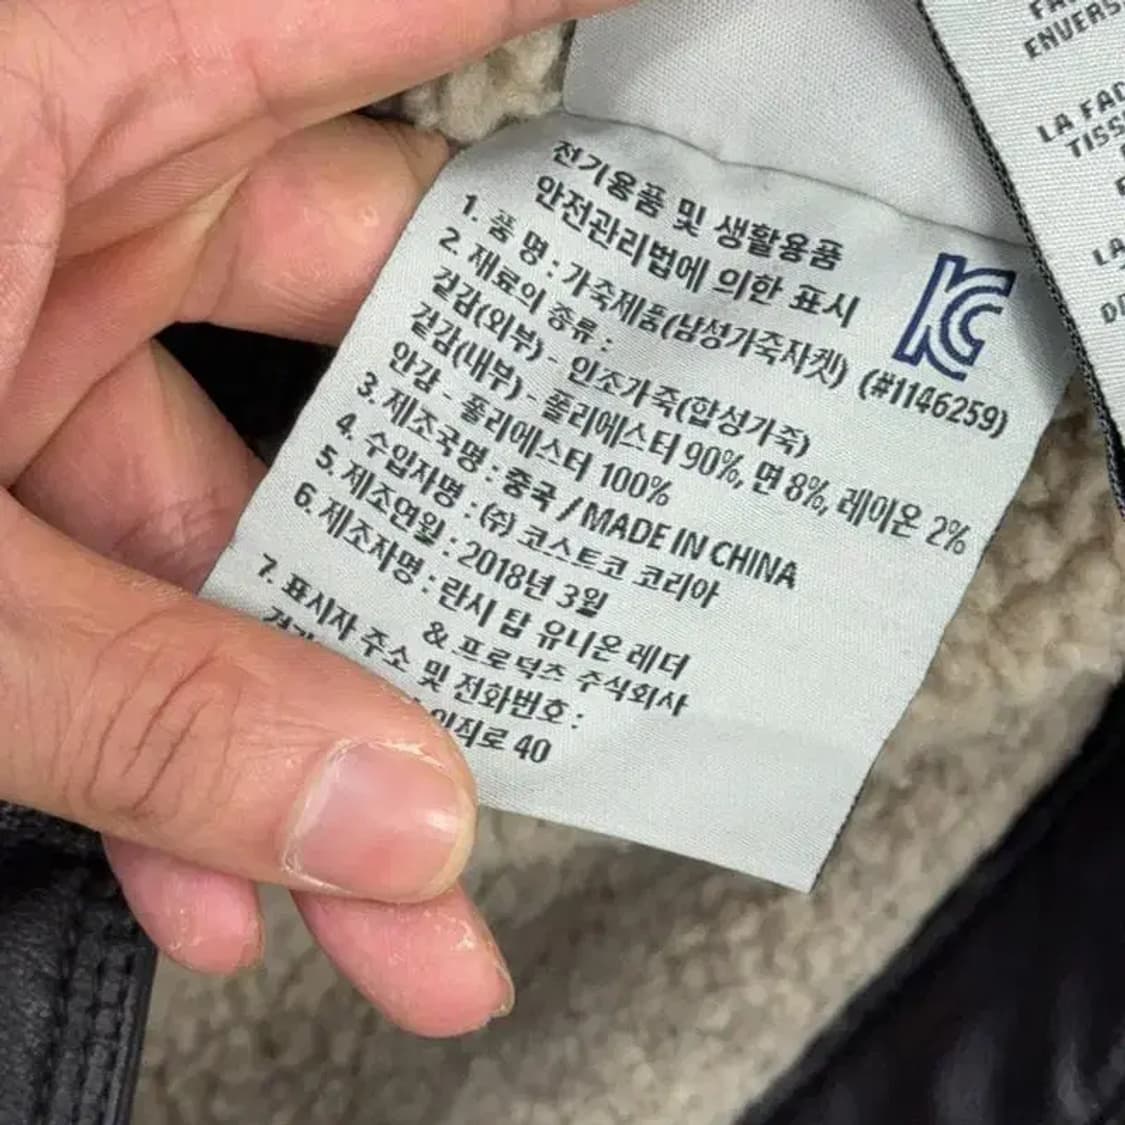 전기용품 및 생활용품
안전관리법에 의한 표시
1. 품 명 : 가죽제품(남성가죽자켓) (#1146259)
2. 재료의 종류 :
겉감(외부) - 인조가죽(합성가죽)
겉감(내부) - 폴리에스터 90%, 면 8%, 레이온 2%
안감 - 폴리에스터 100%
3. 제조국명 : 중국 / MADE IN CHINA
4. 수입자명 : (주) 코스트코 코리아
5. 제조연월 : 2018년 3월
6. 제조자명 : 란시 탑 유니온 레더
& 프로덕츠 주식회사
7. 표시자 주소 및 전화번호 :
40
KC
ENVERS
LA FAC
TISS
LA